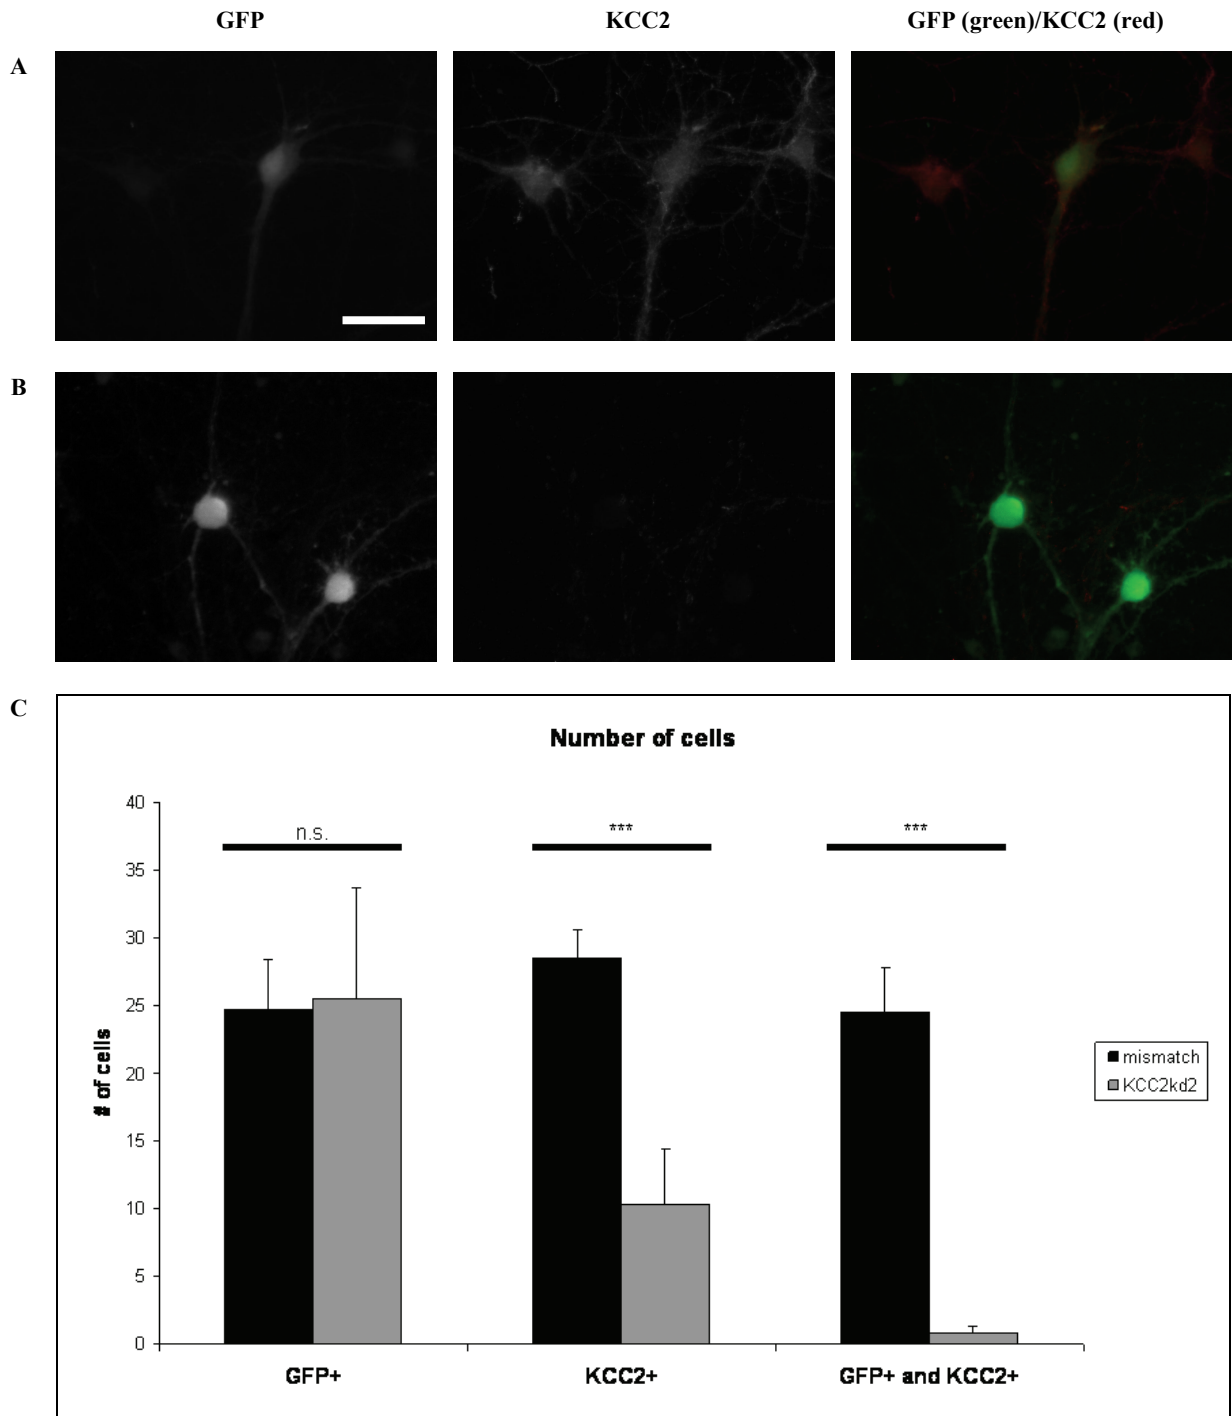 GFP KCC2 GFP (green)/KCC2 (red)
A
B
C
Number of cells
40
35
30
25
20
15
10
5
0
# of cells
n.s. *** ***
mismatch
KCC2kd2
GFP+ KCC2+ GFP+ and KCC2+